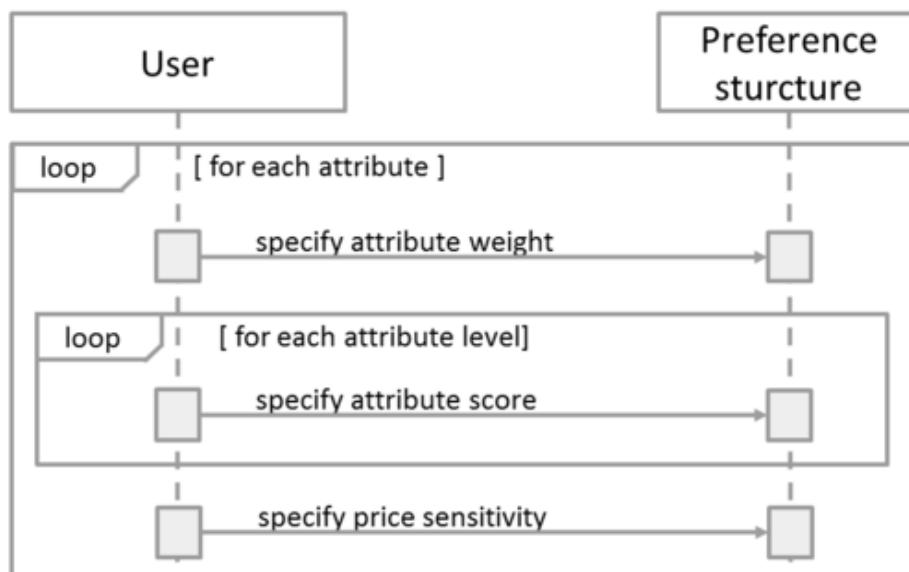 User
Preference
sturcture
loop
[ for each attribute ]
specify attribute weight
loop
[ for each attribute level]
specify attribute score
specify price sensitivity